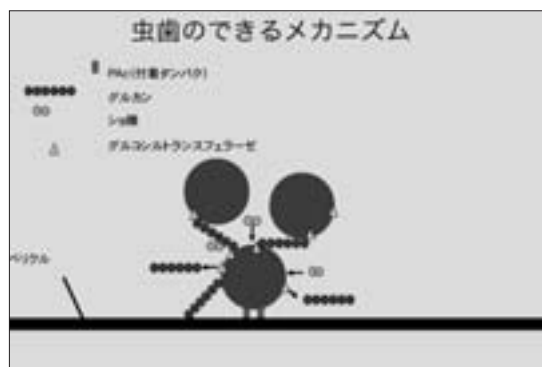 虫歯のできるメカニズム
PAc(付着タンパク)
グルカン
ショ糖
グルコシルトランスフェラーゼ
ペリクル